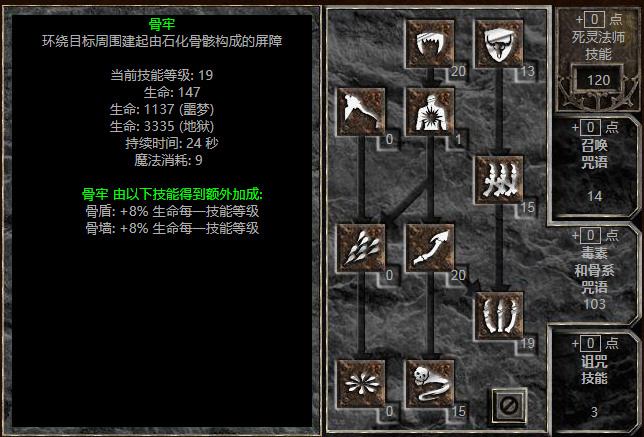 骨牢
环绕目标周围建起由石化骨骸构成的屏障
当前技能等级: 19
生命: 147
生命: 1137 (噩梦)
生命: 3335 (地狱)
持续时间: 24 秒
魔法消耗: 9
骨牢 由以下技能得到额外加成:
骨盾: +8% 生命每一技能等级
骨墙: +8% 生命每一技能等级
20
13
0
1
15
0
20
19
0
15
+ 0 点
死灵法师
技能
120
+ 0 点
召唤
咒语
14
+ 0 点
毒素
和骨系
咒语
103
+ 0 点
诅咒
技能
3